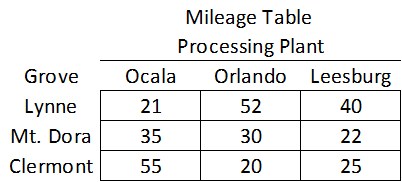 Mileage Table
Processing Plant
Grove Ocala Orlando Leesburg
Lynne 21 52 40
Mt. Dora 35 30 22
Clermont 55 20 25